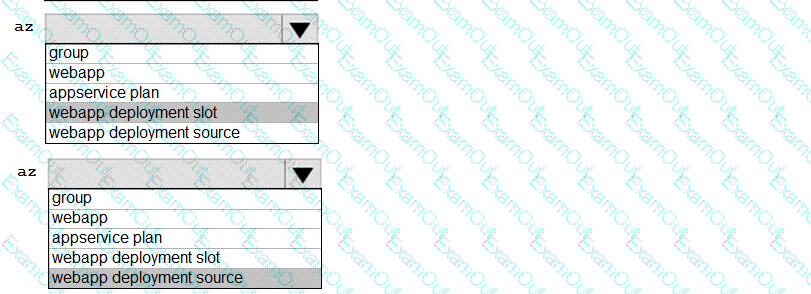 az
group
webapp
appservice plan
webapp deployment slot
webapp deployment source
az
group
webapp
appservice plan
webapp deployment slot
webapp deployment source